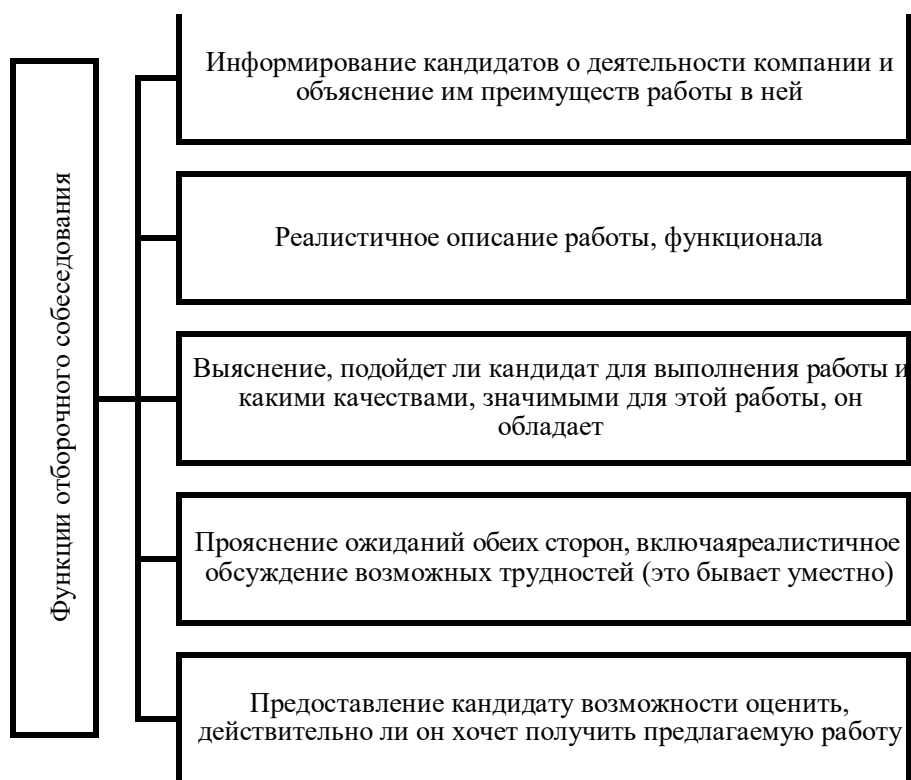 Функции отборочного собеседования
Информирование кандидатов о деятельности компании и
объяснение им преимуществ работы в ней
Реалистичное описание работы, функционала
Выяснение, подойдет ли кандидат для выполнения работы и
какими качествами, значимыми для этой работы, он
обладает
Прояснение ожиданий обеих сторон, включаяреалистичное
обсуждение возможных трудностей (это бывает уместно)
Предоставление кандидату возможности оценить,
действительно ли он хочет получить предлагаемую работу